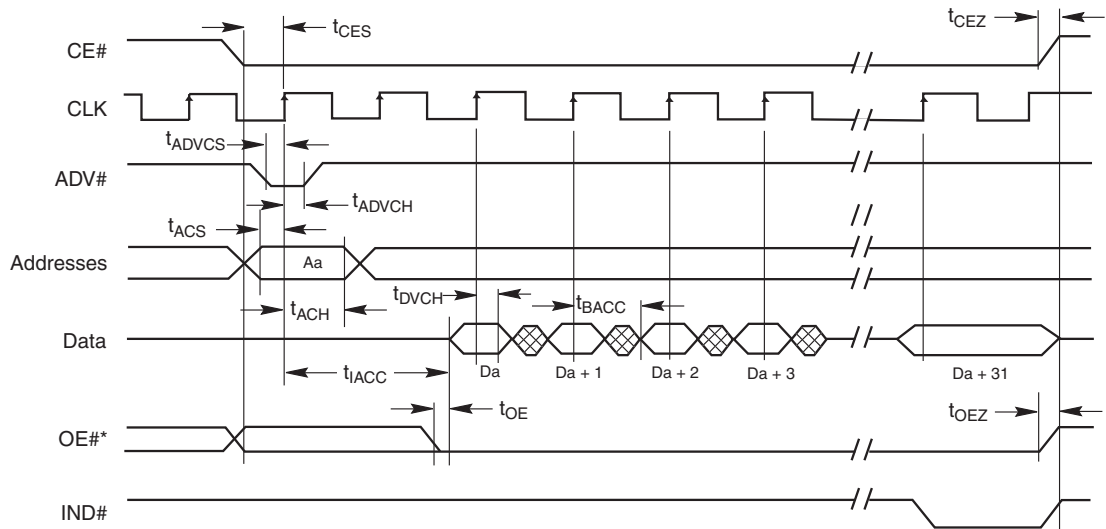 tCES
tCEZ
CE#
CLK
tADVCS
ADV#
tADVCH
tACS
Addresses
Aa
tDVCH
tBACC
tACH
Data
Da
Da + 1
Da + 2
Da + 3
Da + 31
tIACC
tOE
tOEZ
OE#*
IND#